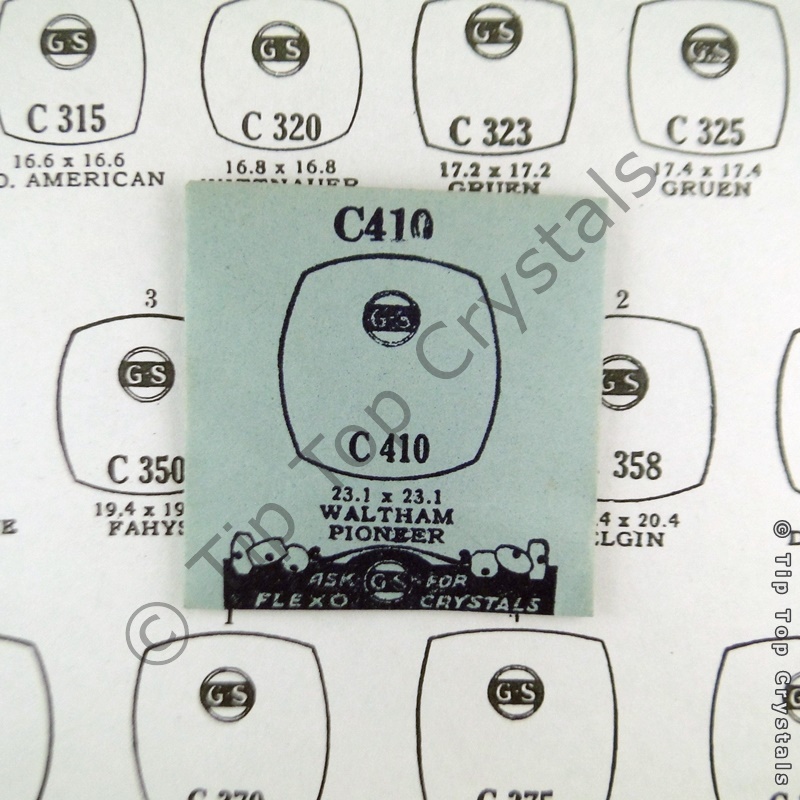 G-S
G-S
G-S
G-S
C 315
C 320
C 323
C 325
16.6 x 16.6
16.8 x 16.8
17.2 x 17.2
17.4 x 17.4
AMERICAN
WITTNAUER
GRUEN
GRUEN
C410
G-S
C 410
23.1 x 23.1
WALTHAM
PIONEER
ASK G-S FOR
FLEXO CRYSTALS
3
2
G-S
G-S
C 350
358
19.4 x 19
.4 x 20.4
FAHYS
ELGIN
G-S
G-S
© Tip Top Crystals
© Tip Top Crystals